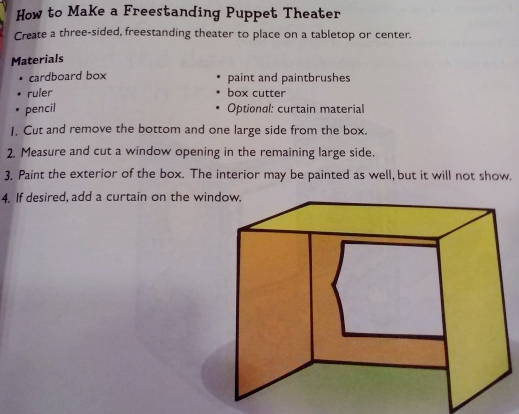 How to Make a Freestanding Puppet Theater
Create a three-sided, freestanding theater to place on a tabletop or center.
Materials
• cardboard box
• ruler
• pencil
• paint and paintbrushes
• box cutter
• Optional: curtain material
1. Cut and remove the bottom and one large side from the box.
2. Measure and cut a window opening in the remaining large side.
3. Paint the exterior of the box. The interior may be painted as well, but it will not show.
4. If desired, add a curtain on the window.